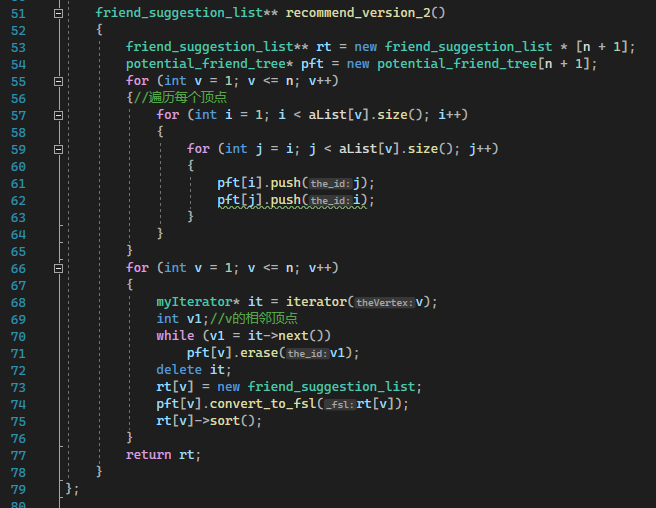 51 friend_suggestion_list** recommend_version_2()
52 {
53 friend_suggestion_list** rt = new friend_suggestion_list * [n + 1];
54 potential_friend_tree* pft = new potential_friend_tree[n + 1];
55 for (int v = 1; v <= n; v++)
56 {//遍历每个顶点
57 for (int i = 1; i < aList[v].size(); i++)
58 {
59 for (int j = i; j < aList[v].size(); j++)
60 {
61 pft[i].push(the_id:j);
62 pft[j].push(the_id:i);
63 }
64 }
65 }
66 for (int v = 1; v <= n; v++)
67 {
68 myIterator* it = iterator(theVertex:v);
69 int v1;//v的相邻顶点
70 while (v1 = it->next())
71 pft[v].erase(the_id:v1);
72 delete it;
73 rt[v] = new friend_suggestion_list;
74 pft[v].convert_to_fsl(_fsl:rt[v]);
75 rt[v]->sort();
76 }
77 return rt;
78 }
79 };
80